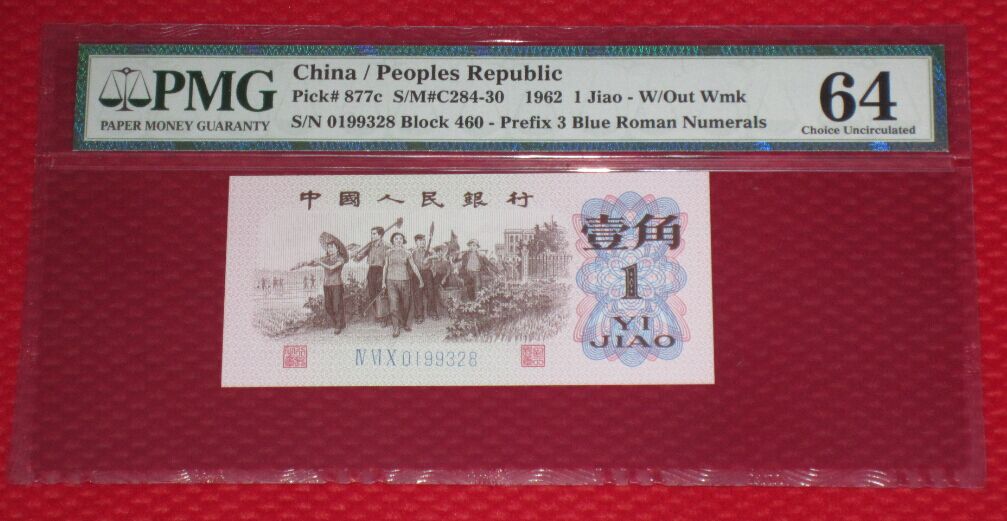 PMG
PAPER MONEY GUARANTY
China / Peoples Republic
Pick# 877c S/M#C284-30 1962 1 Jiao - W/Out Wmk
S/N 0199328 Block 460 - Prefix 3 Blue Roman Numerals
64
Choice Uncirculated
中國人民銀行
壹角
1
YI
JIAO
Ⅳ Ⅵ Ⅹ 0199328